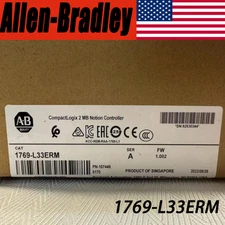 Allen-Bradley
AB
CompactLogix 2 MB Motion Controller
CAT
1769-L33ERM
SER
A
FW
1.002
PRODUCT OF SINGAPORE
1769-L33ERM